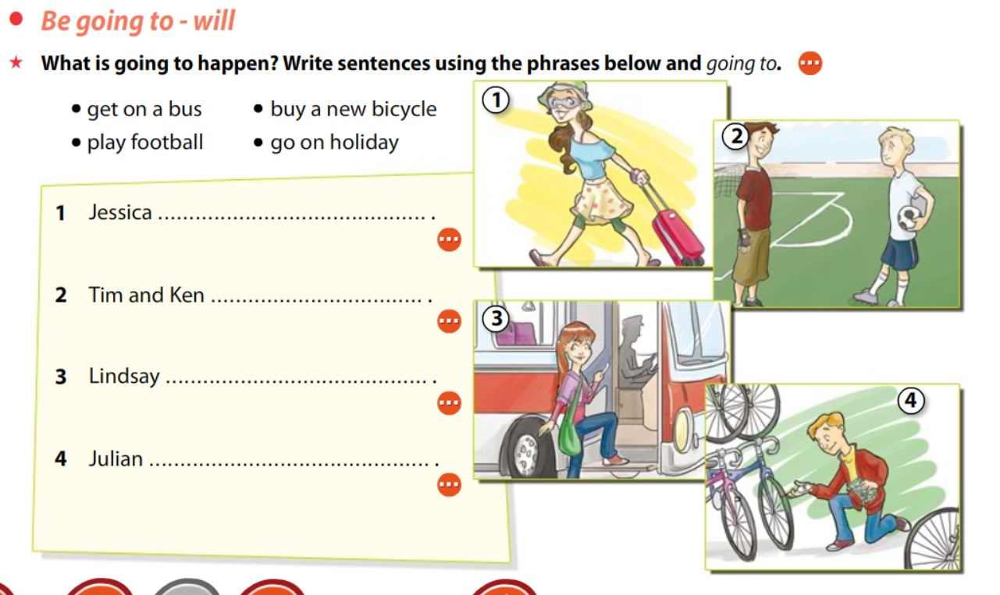 Be going to - will
What is going to happen? Write sentences using the phrases below and going to.
• get on a bus
• buy a new bicycle
• play football
• go on holiday
1 Jessica ............................................ .
2 Tim and Ken .................................. .
3 Lindsay .......................................... .
4 Julian ............................................. .
1
2
3
4